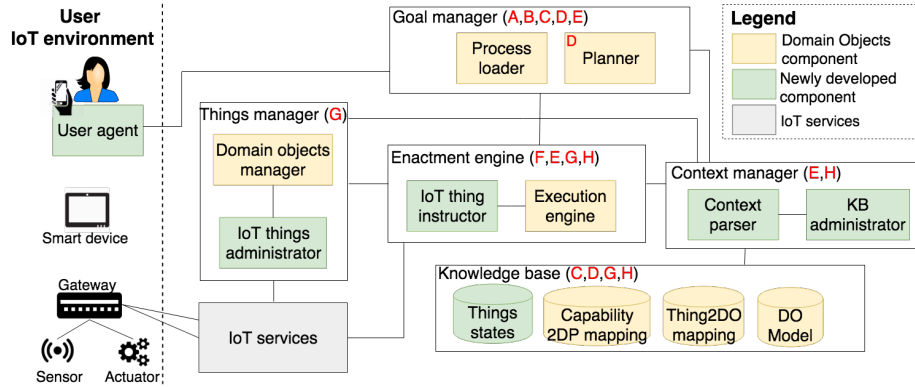 User
IoT environment
User agent
Smart device
Gateway
Sensor
Actuator
Goal manager (A,B,C,D,E)
Process
loader
D
Planner
Things manager (G)
Domain objects
manager
IoT things
administrator
Enactment engine (F,E,G,H)
IoT thing
instructor
Execution
engine
Context manager (E,H)
Context
parser
KB
administrator
Knowledge base (C,D,G,H)
Things
states
Capability
2DP mapping
Thing2DO
mapping
DO
Model
IoT services
Legend
Domain Objects
component
Newly developed
component
IoT services